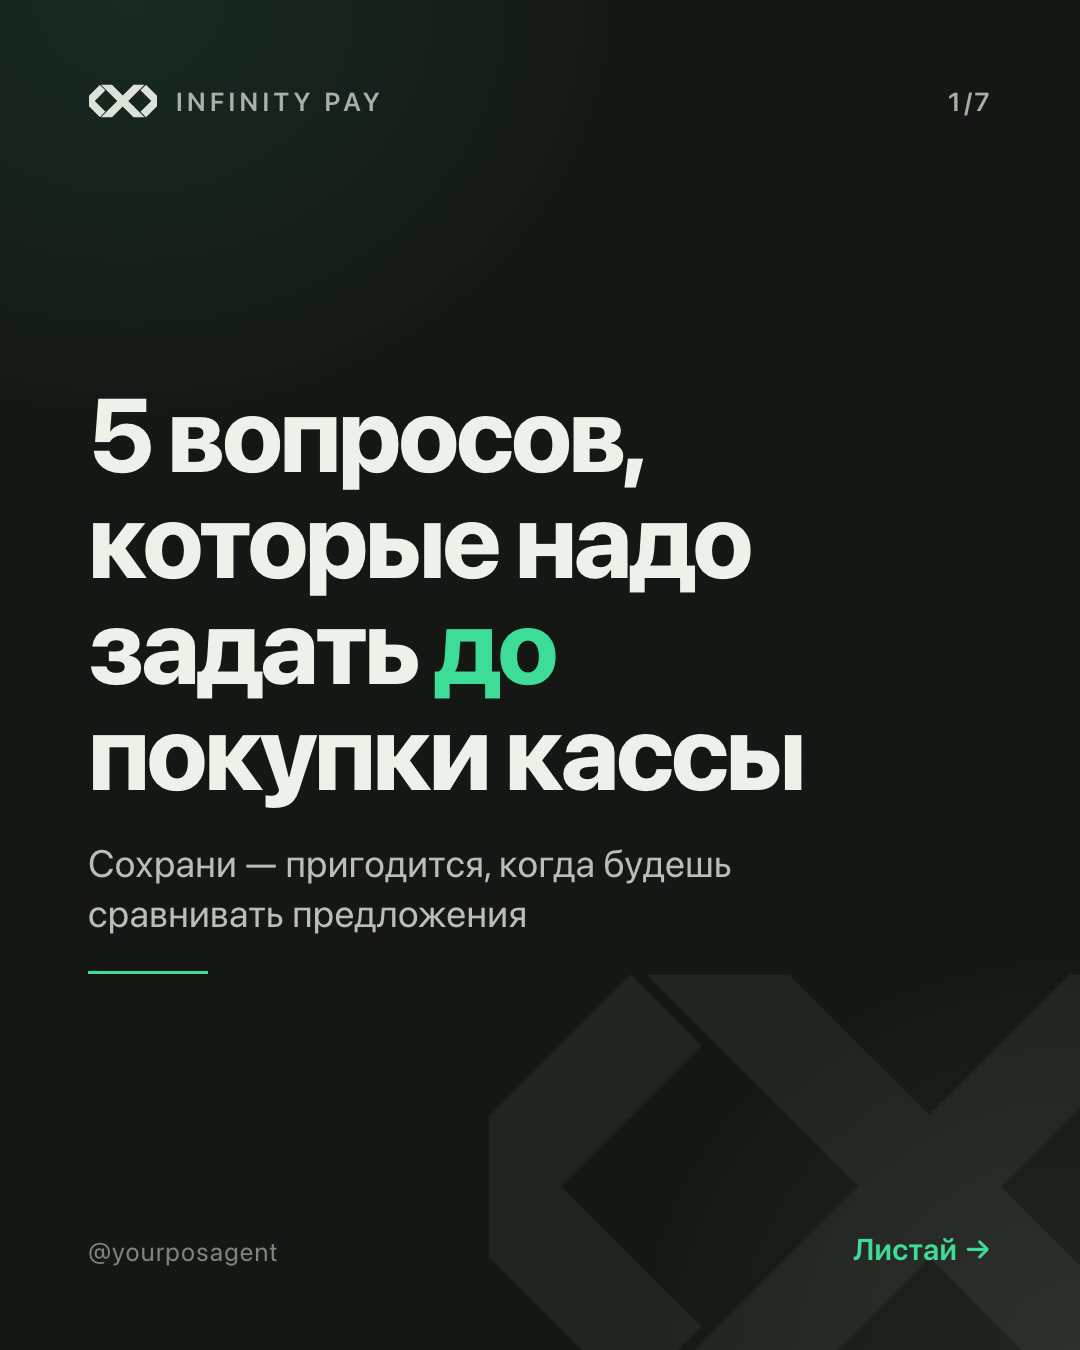 INFINITY PAY
1/7
5 вопросов,
которые надо
задать до
покупки кассы
Сохрани — пригодится, когда будешь
сравнивать предложения
@yourposagent
Листай →